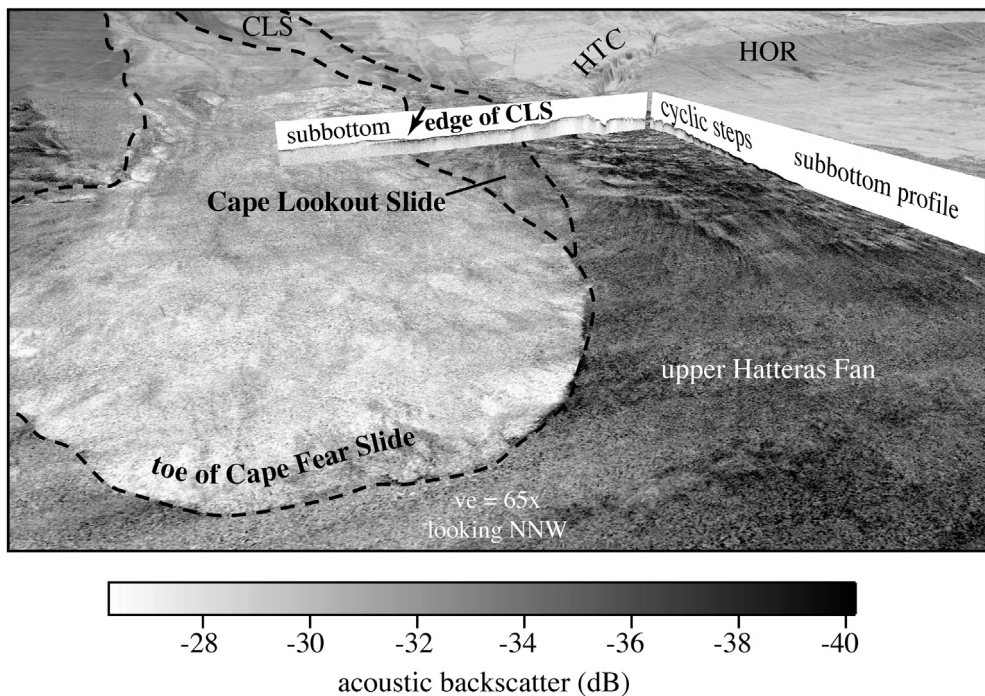 CLS
HTC
HOR
subbottom
edge of CLS
cyclic steps
subbottom profile
Cape Lookout Slide
upper Hatteras Fan
toe of Cape Fear Slide
ve = 65x
looking NNW
-28 -30 -32 -34 -36 -38 -40
acoustic backscatter (dB)